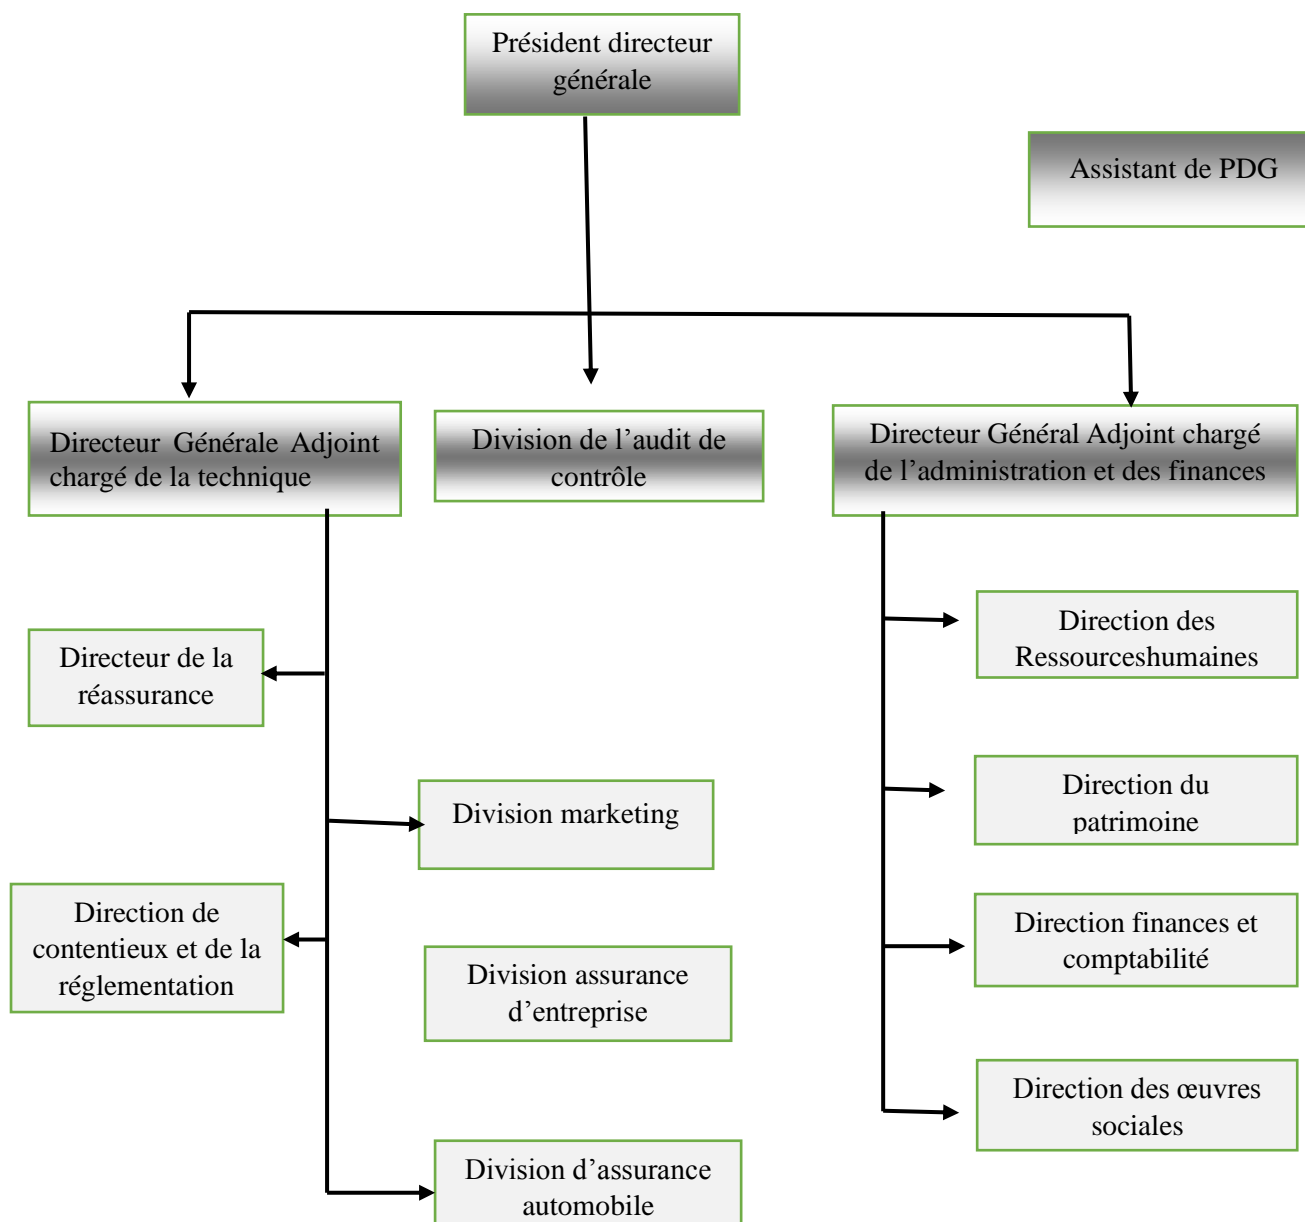 Président directeur
générale
Assistant de PDG
Directeur Générale Adjoint
chargé de la technique
Division de l’audit de
contrôle
Directeur Général Adjoint chargé
de l’administration et des finances
Direction des
Ressourceshumaines
Directeur de la
réassurance
Division marketing
Direction du
patrimoine
Direction de
contentieux et de la
réglementation
Division assurance
d’entreprise
Direction finances et
comptabilité
Direction des œuvres
sociales
Division d’assurance
automobile